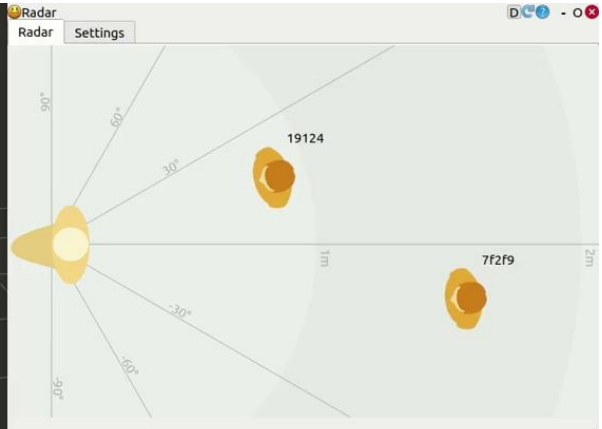 Radar
D ? - O
Radar Settings
90°
60°
30°
19124
1m
2m
7f2f9
-30°
-60°
-90°